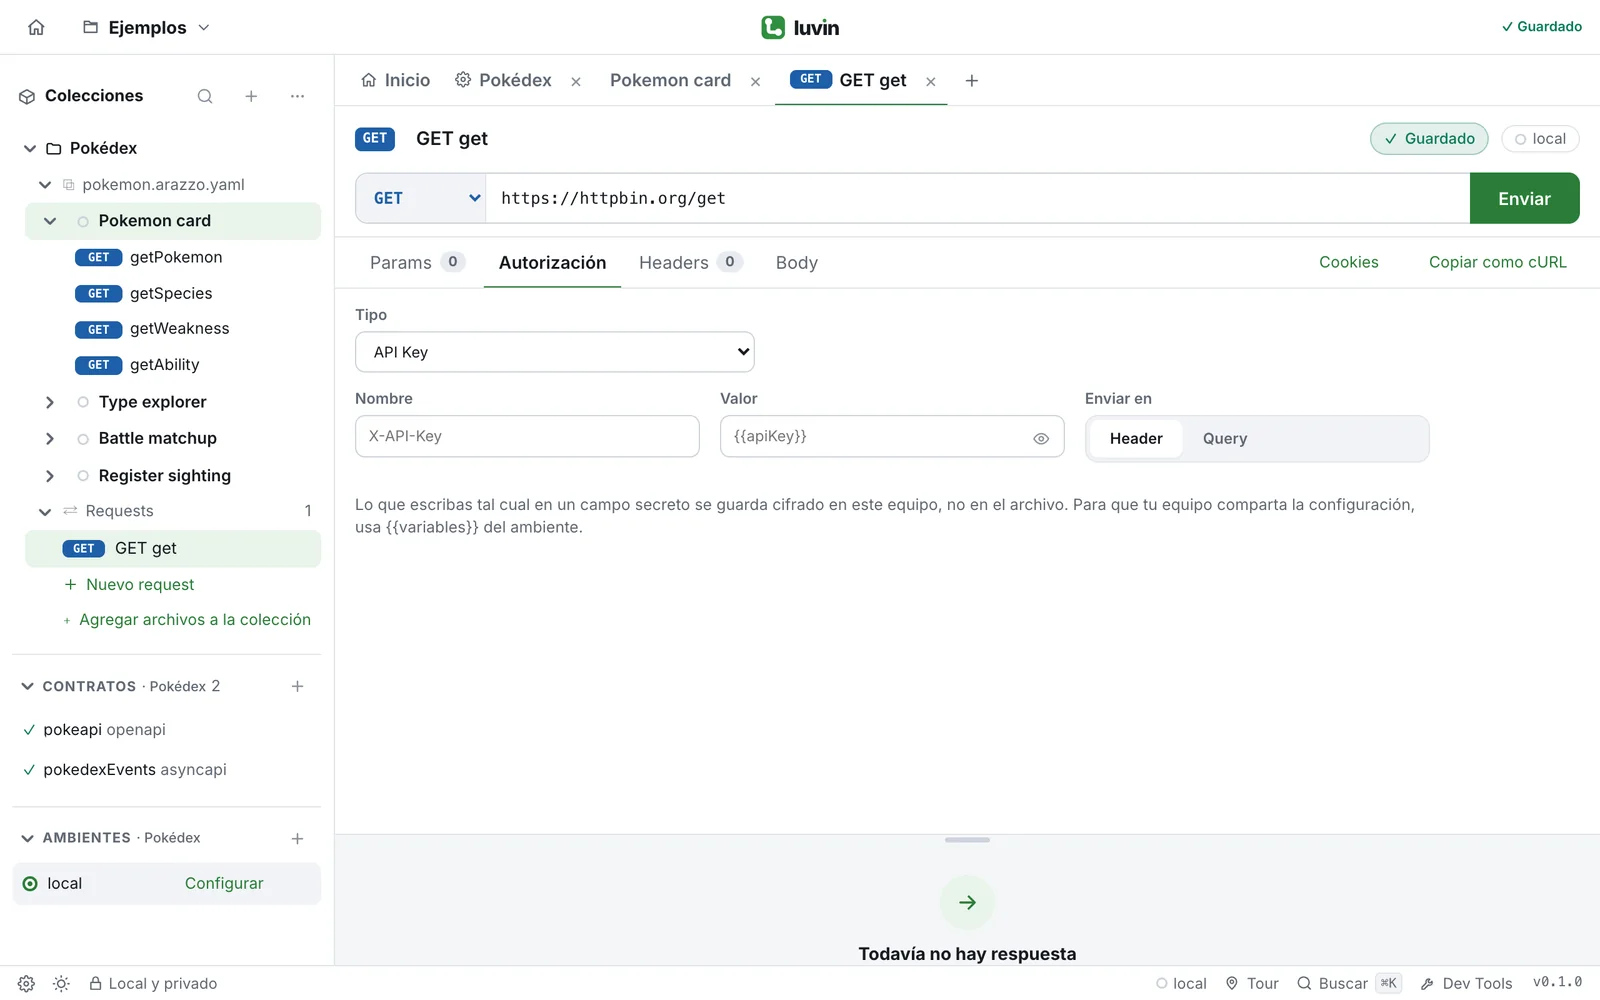 Ejemplos
luvin
Guardado
Colecciones
Pokédex
pokemon.arazzo.yaml
Pokemon card
GET getPokemon
GET getSpecies
GET getWeakness
GET getAbility
Type explorer
Battle matchup
Register sighting
Requests 1
GET GET get
+ Nuevo request
+ Agregar archivos a la colección
CONTRATOS · Pokédex 2
pokeapi openapi
pokedexEvents asyncapi
AMBIENTES · Pokédex
local Configurar
Inicio
Pokédex
Pokemon card
GET GET get
GET GET get
Guardado
local
GET https://httpbin.org/get Enviar
Params 0 Autorización Headers 0 Body Cookies Copiar como cURL
Tipo
API Key
Nombre Valor Enviar en
X-API-Key {{apiKey}} Header Query
Lo que escribas tal cual en un campo secreto se guarda cifrado en este equipo, no en el archivo. Para que tu equipo comparta la configuración,
usa {{variables}} del ambiente.
Todavía no hay respuesta
Local y privado
local Tour Buscar ⌘K Dev Tools v0.1.0